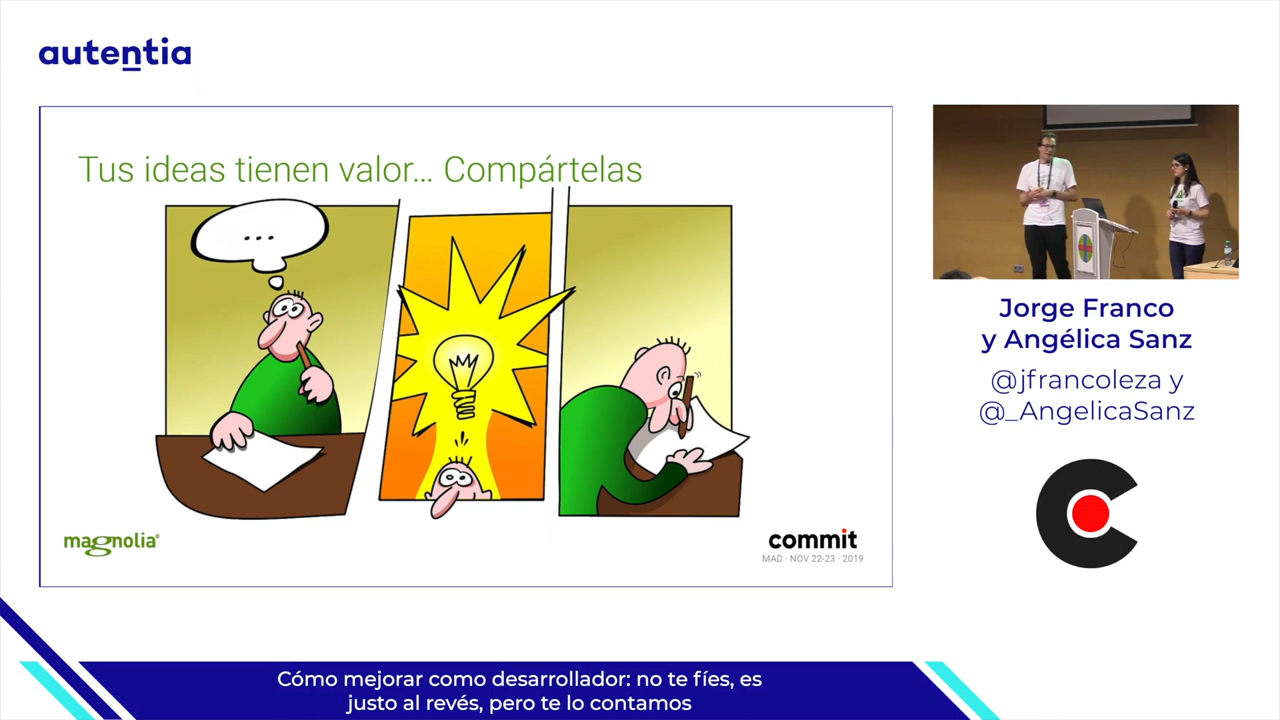 autentia
Tus ideas tienen valor... Compártelas
...
magnolia®
commit
MAD · NOV 22-23 · 2019
Jorge Franco
y Angélica Sanz
@jfrancoleza y
@_AngelicaSanz
Cómo mejorar como desarrollador: no te fíes, es
justo al revés, pero te lo contamos